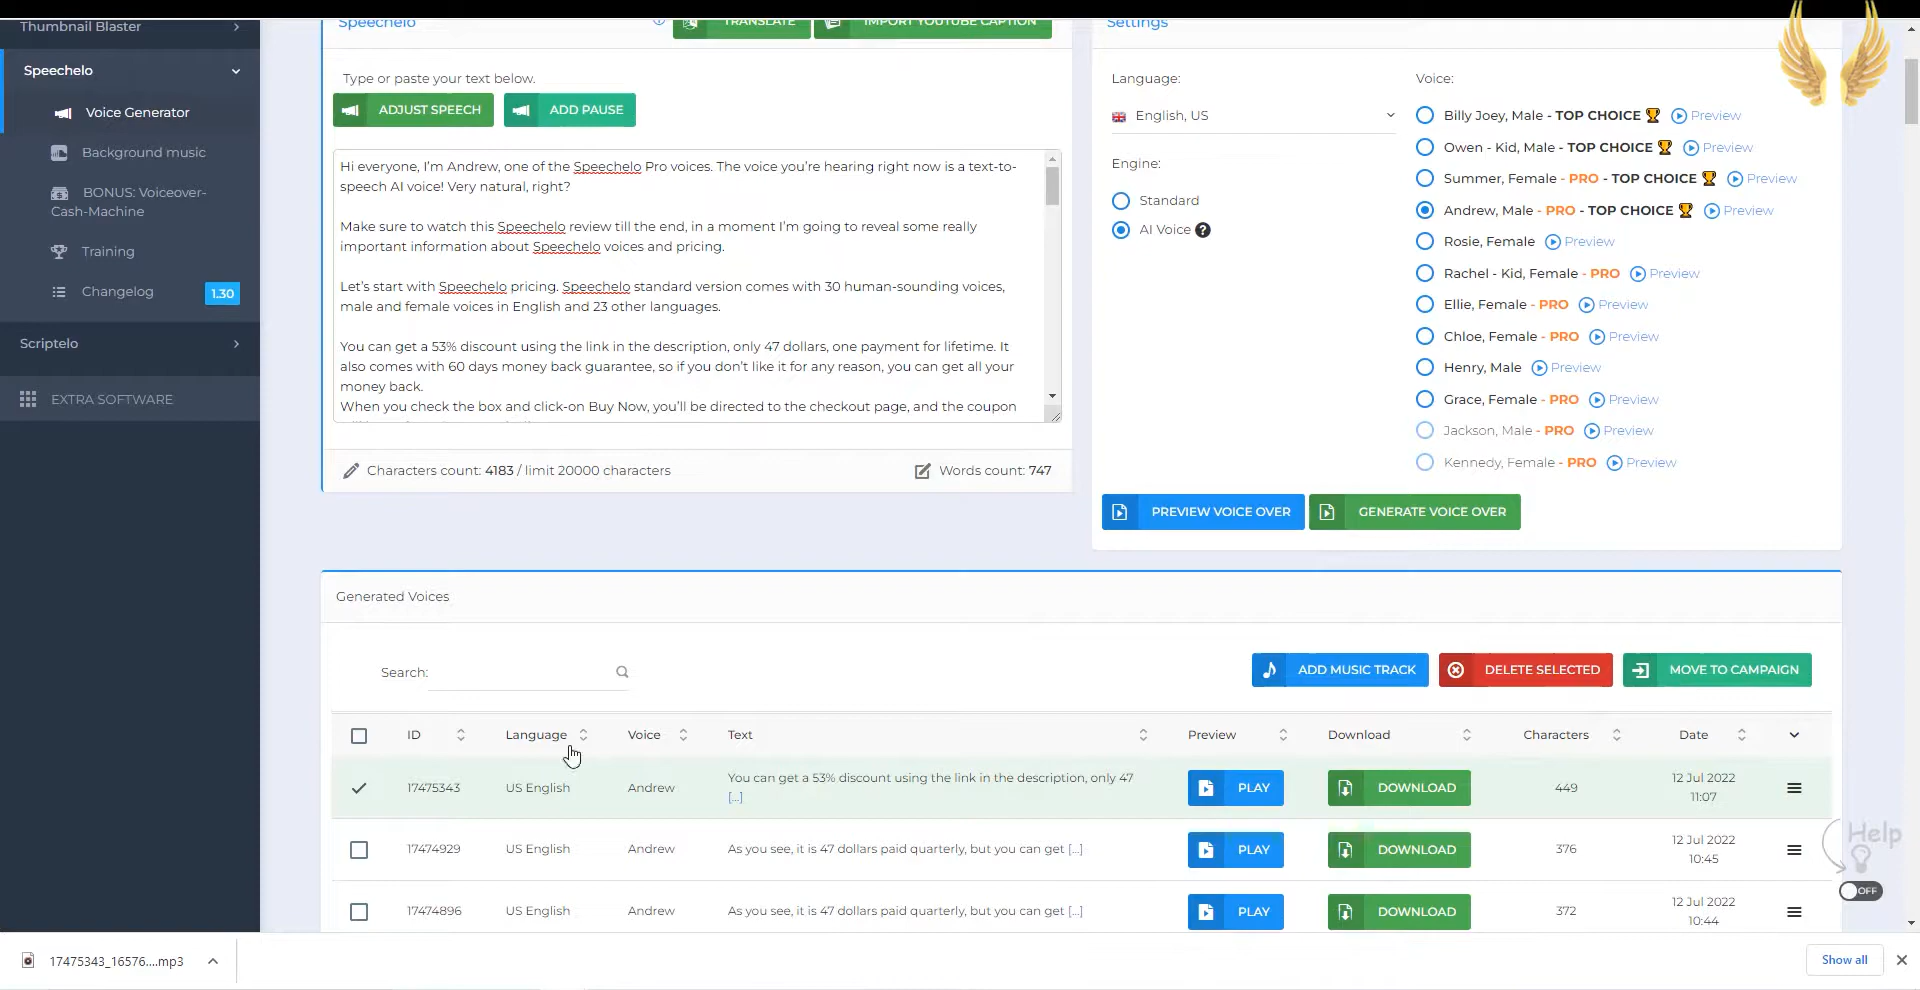 Thumbnail Blaster
Speechelo
Voice Generator
Background music
BONUS: Voiceover-
Cash-Machine
Training
Changelog
1.30
Scriptelo
EXTRA SOFTWARE
Speechelo
TRANSLATE
IMPORT YOUTUBE CAPTION
Type or paste your text below.
ADJUST SPEECH
ADD PAUSE
Hi everyone, I'm Andrew, one of the Speechelo Pro voices. The voice you're hearing right now is a text-to-
speech AI voice! Very natural, right?
Make sure to watch this Speechelo review till the end, in a moment I'm going to reveal some really
important information about Speechelo voices and pricing.
Let's start with Speechelo pricing. Speechelo standard version comes with 30 human-sounding voices,
male and female voices in English and 23 other languages.
You can get a 53% discount using the link in the description, only 47 dollars, one payment for lifetime. It
also comes with 60 days money back guarantee, so if you don't like it for any reason, you can get all your
money back.
When you check the box and click-on Buy Now, you'll be directed to the checkout page, and the coupon
Characters count: 4183 / limit 20000 characters
Words count: 747
Settings
Language:
English, US
Engine:
Standard
AI Voice ?
Voice:
Billy Joey, Male - TOP CHOICE Preview
Owen - Kid, Male - TOP CHOICE Preview
Summer, Female - PRO - TOP CHOICE Preview
Andrew, Male - PRO - TOP CHOICE Preview
Rosie, Female Preview
Rachel - Kid, Female - PRO Preview
Ellie, Female - PRO Preview
Chloe, Female - PRO Preview
Henry, Male Preview
Grace, Female - PRO Preview
Jackson, Male - PRO Preview
Kennedy, Female - PRO Preview
PREVIEW VOICE OVER
GENERATE VOICE OVER
Generated Voices
Search:
ADD MUSIC TRACK
DELETE SELECTED
MOVE TO CAMPAIGN
ID Language Voice Text Preview Download Characters Date
17475343 US English Andrew You can get a 53% discount using the link in the description, only 47 PLAY DOWNLOAD 449 12 Jul 2022
[...] 11:07
17474929 US English Andrew As you see, it is 47 dollars paid quarterly, but you can get [...] PLAY DOWNLOAD 376 12 Jul 2022
10:45
17474896 US English Andrew As you see, it is 47 dollars paid quarterly, but you can get [...] PLAY DOWNLOAD 372 12 Jul 2022
10:44
Help
OFF
17475343_16576....mp3
Show all